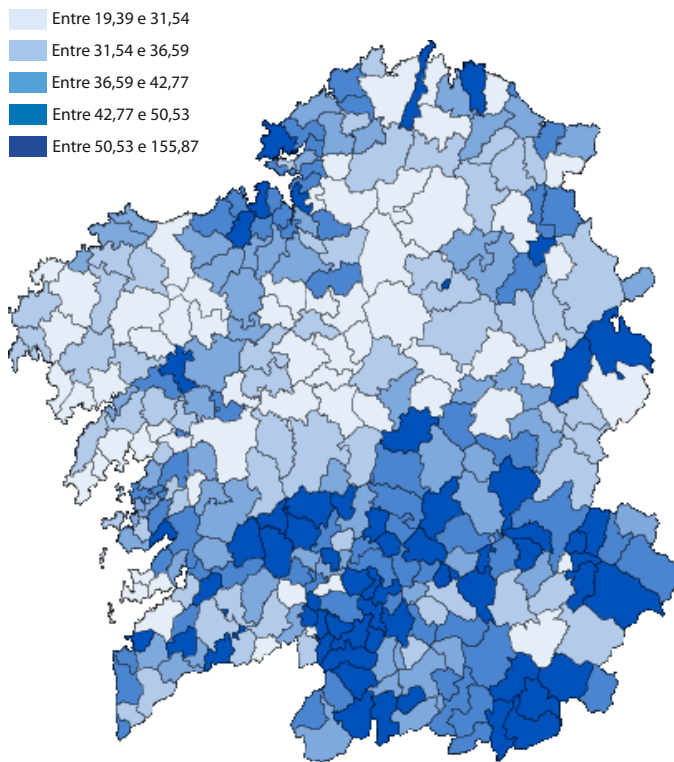 Entre 19,39 e 31,54
Entre 31,54 e 36,59
Entre 36,59 e 42,77
Entre 42,77 e 50,53
Entre 50,53 e 155,87